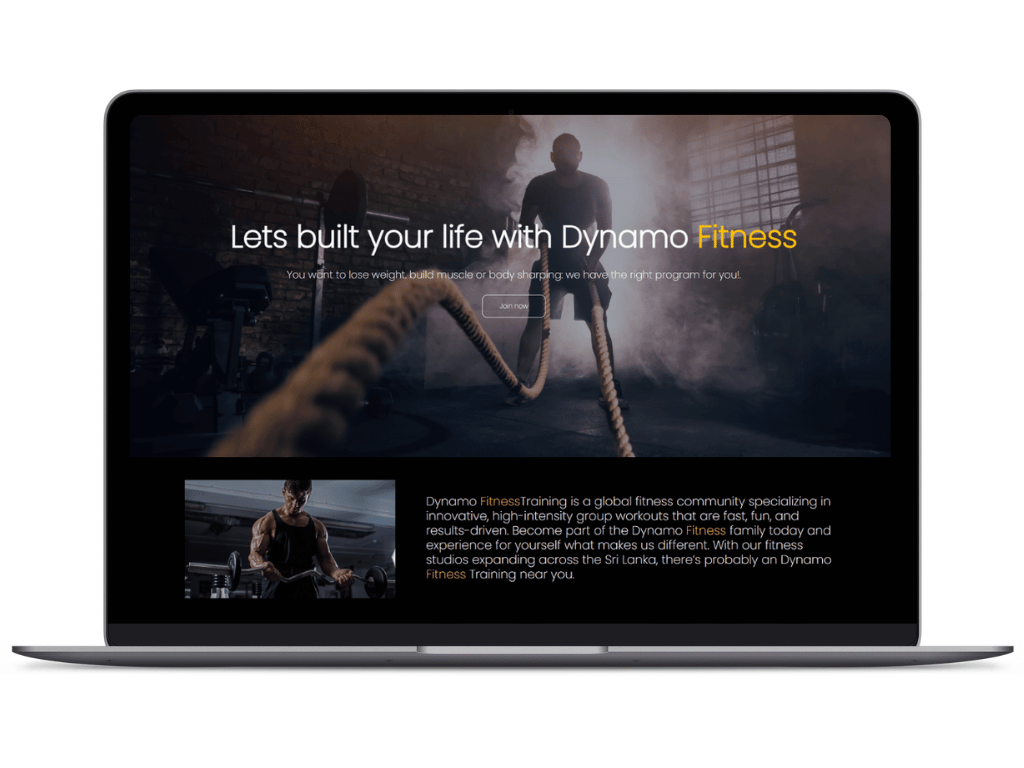 Lets built your life with Dynamo Fitness
You want to lose weight, build muscle or body sharping; we have the right program for you!.
Join now
Dynamo FitnessTraining is a global fitness community specializing in
innovative, high-intensity group workouts that are fast, fun, and
results-driven. Become part of the Dynamo Fitness family today and
experience for yourself what makes us different. With our fitness
studios expanding across the Sri Lanka, there's probably an Dynamo
Fitness Training near you.